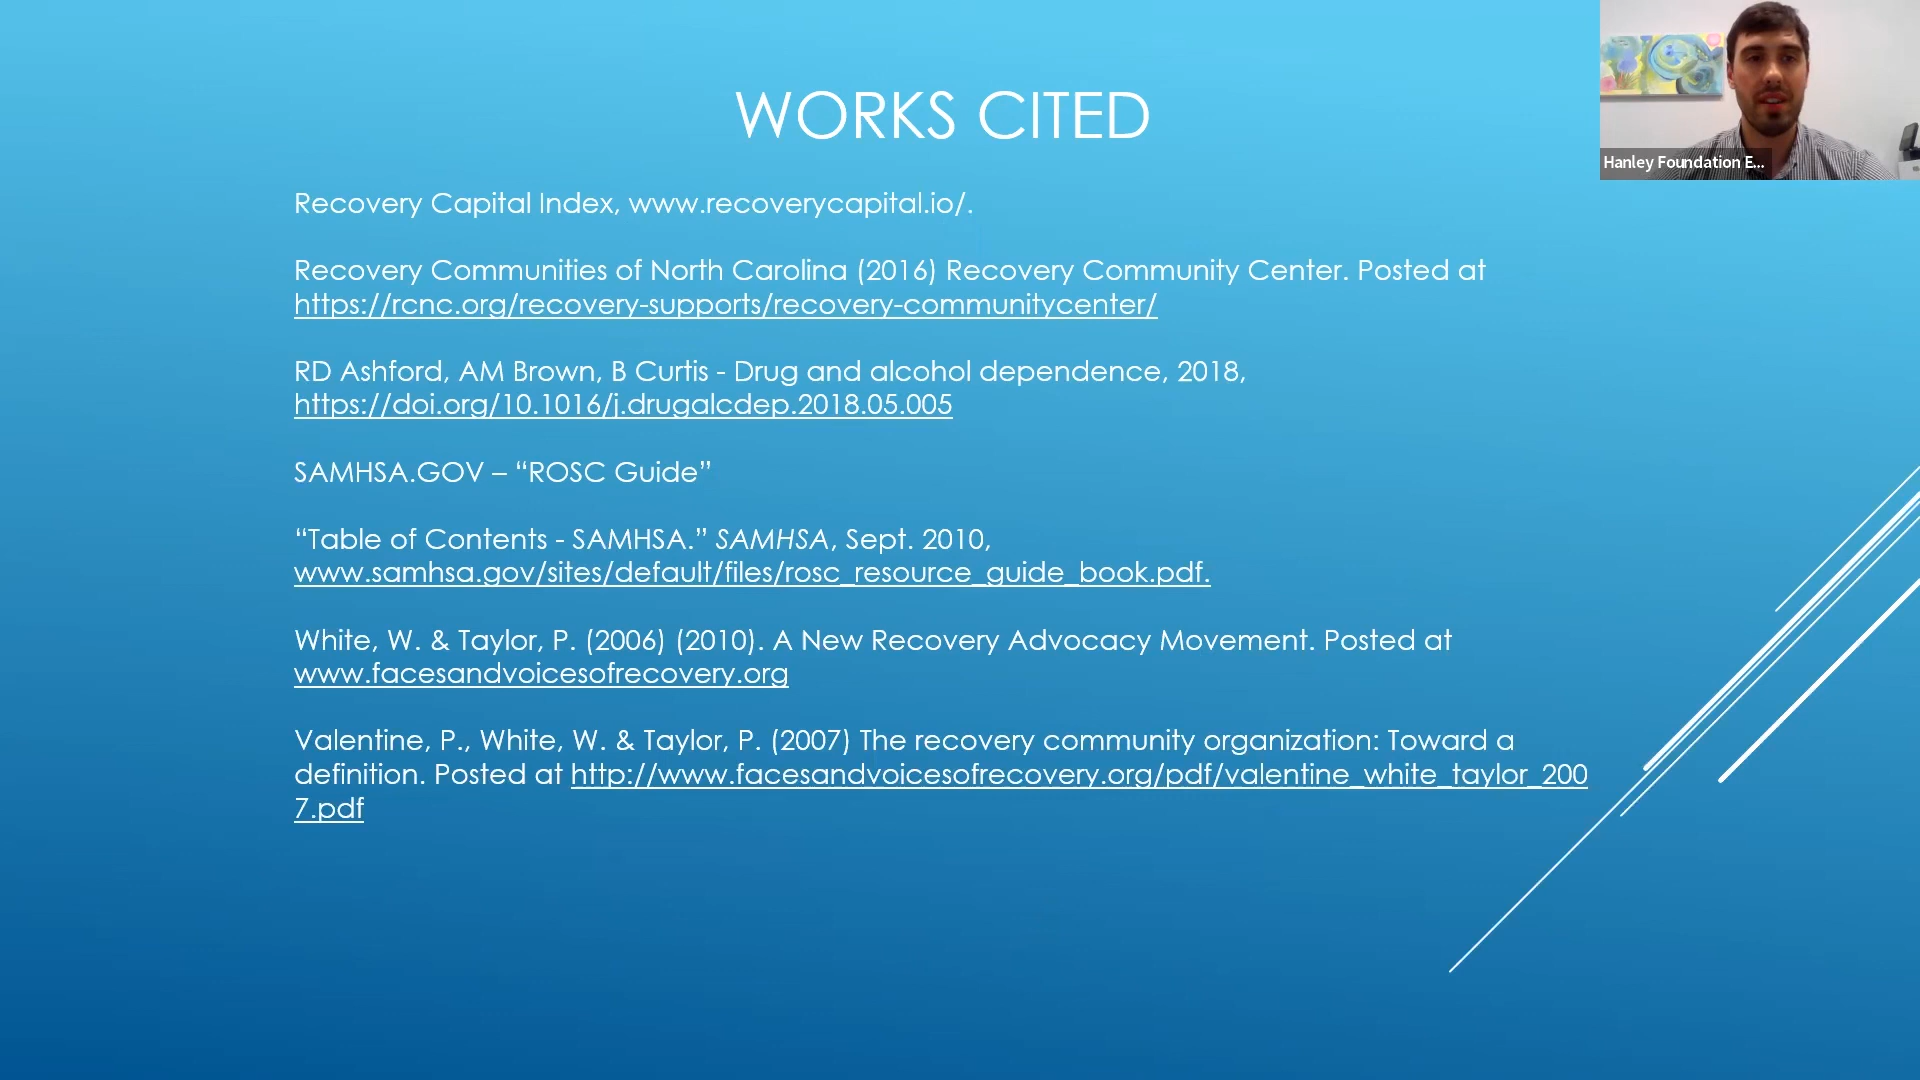 WORKS CITED
Hanley Foundation E...
Recovery Capital Index, www.recoverycapital.io/.
Recovery Communities of North Carolina (2016) Recovery Community Center. Posted at
https://rcnc.org/recovery-supports/recovery-communitycenter/
RD Ashford, AM Brown, B Curtis - Drug and alcohol dependence, 2018,
https://doi.org/10.1016/j.drugalcdep.2018.05.005
SAMHSA.GOV – “ROSC Guide”
“Table of Contents - SAMHSA.” SAMHSA, Sept. 2010,
www.samhsa.gov/sites/default/files/rosc_resource_guide_book.pdf.
White, W. & Taylor, P. (2006) (2010). A New Recovery Advocacy Movement. Posted at
www.facesandvoicesofrecovery.org
Valentine, P., White, W. & Taylor, P. (2007) The recovery community organization: Toward a
definition. Posted at http://www.facesandvoicesofrecovery.org/pdf/valentine_white_taylor_200
7.pdf